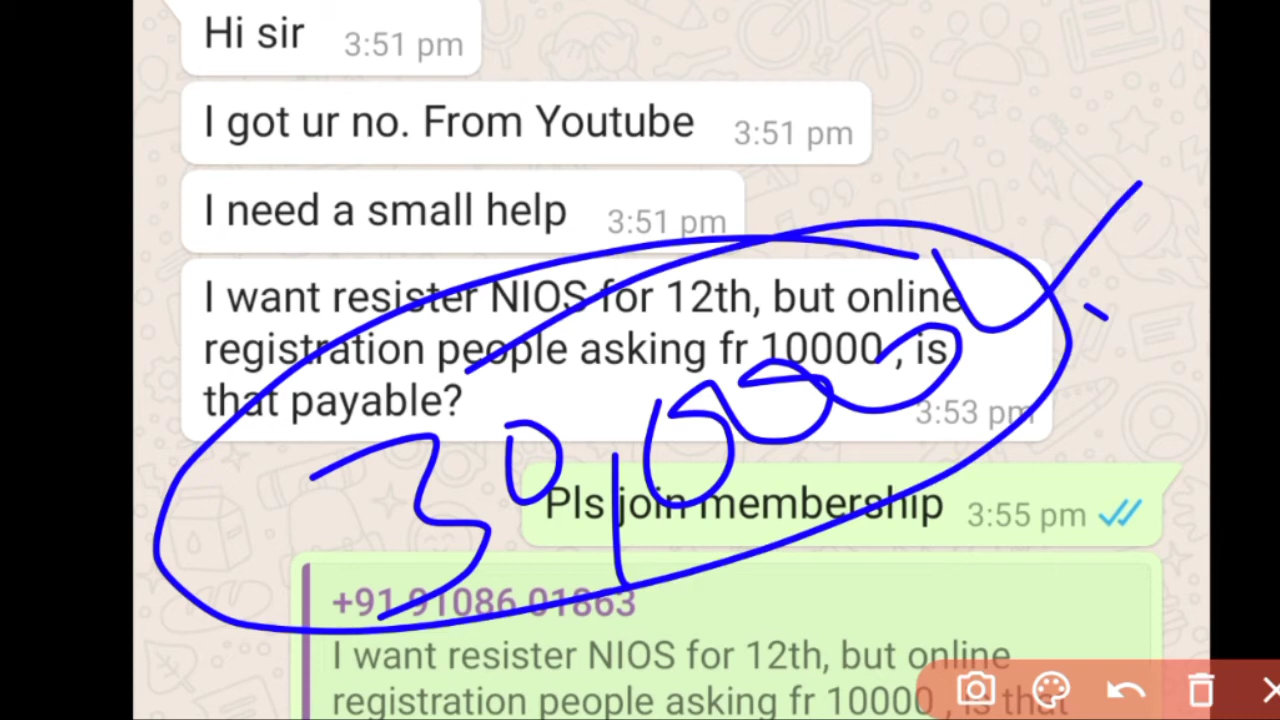 Hi sir 3:51 pm
I got ur no. From Youtube 3:51 pm
I need a small help 3:51 pm
I want resister NIOS for 12th, but online
registration people asking fr 10000 , is
that payable? 3:53 pm
30,000
Pls join membership 3:55 pm
+91 91086 01863
I want resister NIOS for 12th, but online
registration people asking fr 10000 , is that